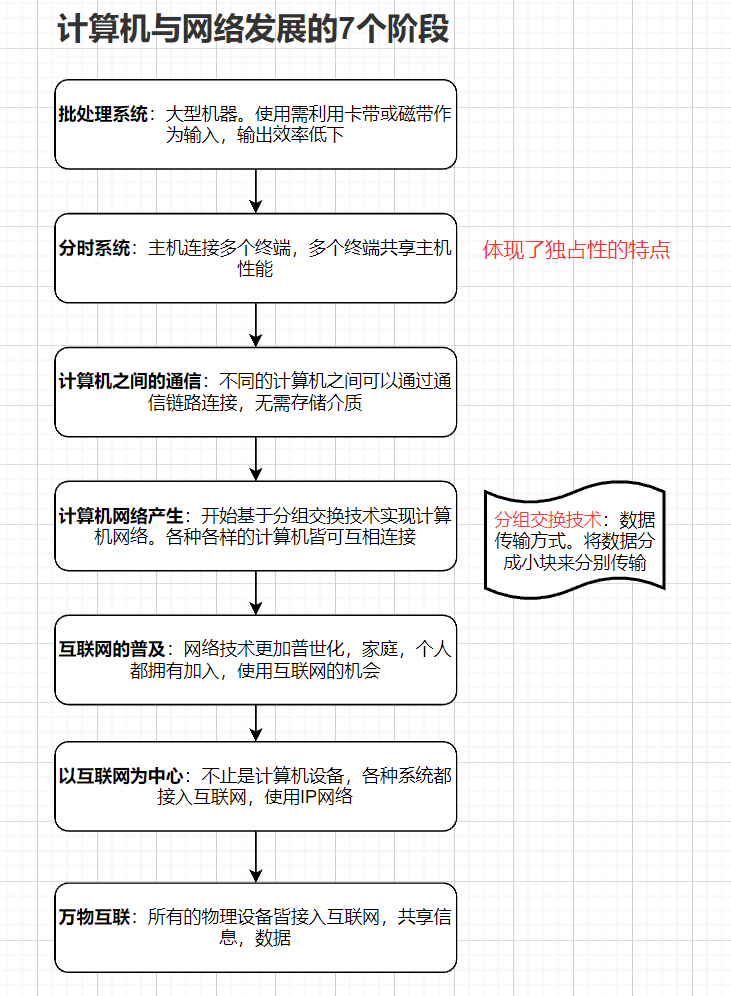 计算机与网络发展的7个阶段
批处理系统：大型机器。使用需利用卡带或磁带作
为输入，输出效率低下
分时系统：主机连接多个终端，多个终端共享主机
性能
体现了独占性的特点
计算机之间的通信：不同的计算机之间可以通过通
信链路连接，无需存储介质
计算机网络产生：开始基于分组交换技术实现计算
机网络。各种各样的计算机皆可互相连接
分组交换技术：数据
传输方式。将数据分
成小块来分别传输
互联网的普及：网络技术更加普世化，家庭，个人
都拥有加入，使用互联网的机会
以互联网为中心：不止是计算机设备，各种系统都
接入互联网，使用IP网络
万物互联：所有的物理设备皆接入互联网，共享信
息，数据